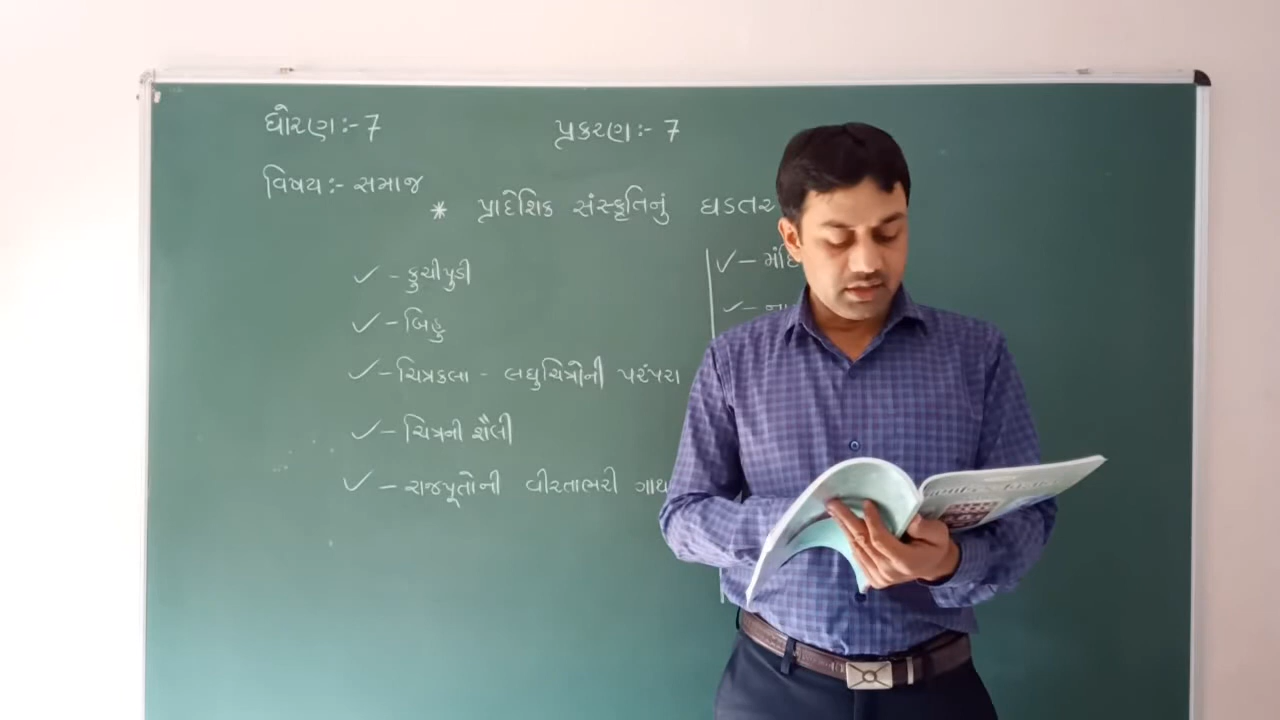 ધોરણ:- 7
પ્રકરણ:- 7
વિષય:- સમાજ
* પ્રાદેશિક સંસ્કૃતિનું ઘડતર
✓ - કુચીપુડી
✓ - બિહુ
✓ - ચિત્રકલા - લઘુચિત્રોની પરંપરા
✓ - ચિત્રની શૈલી
✓ - રાજપૂતોની વીરતાભરી